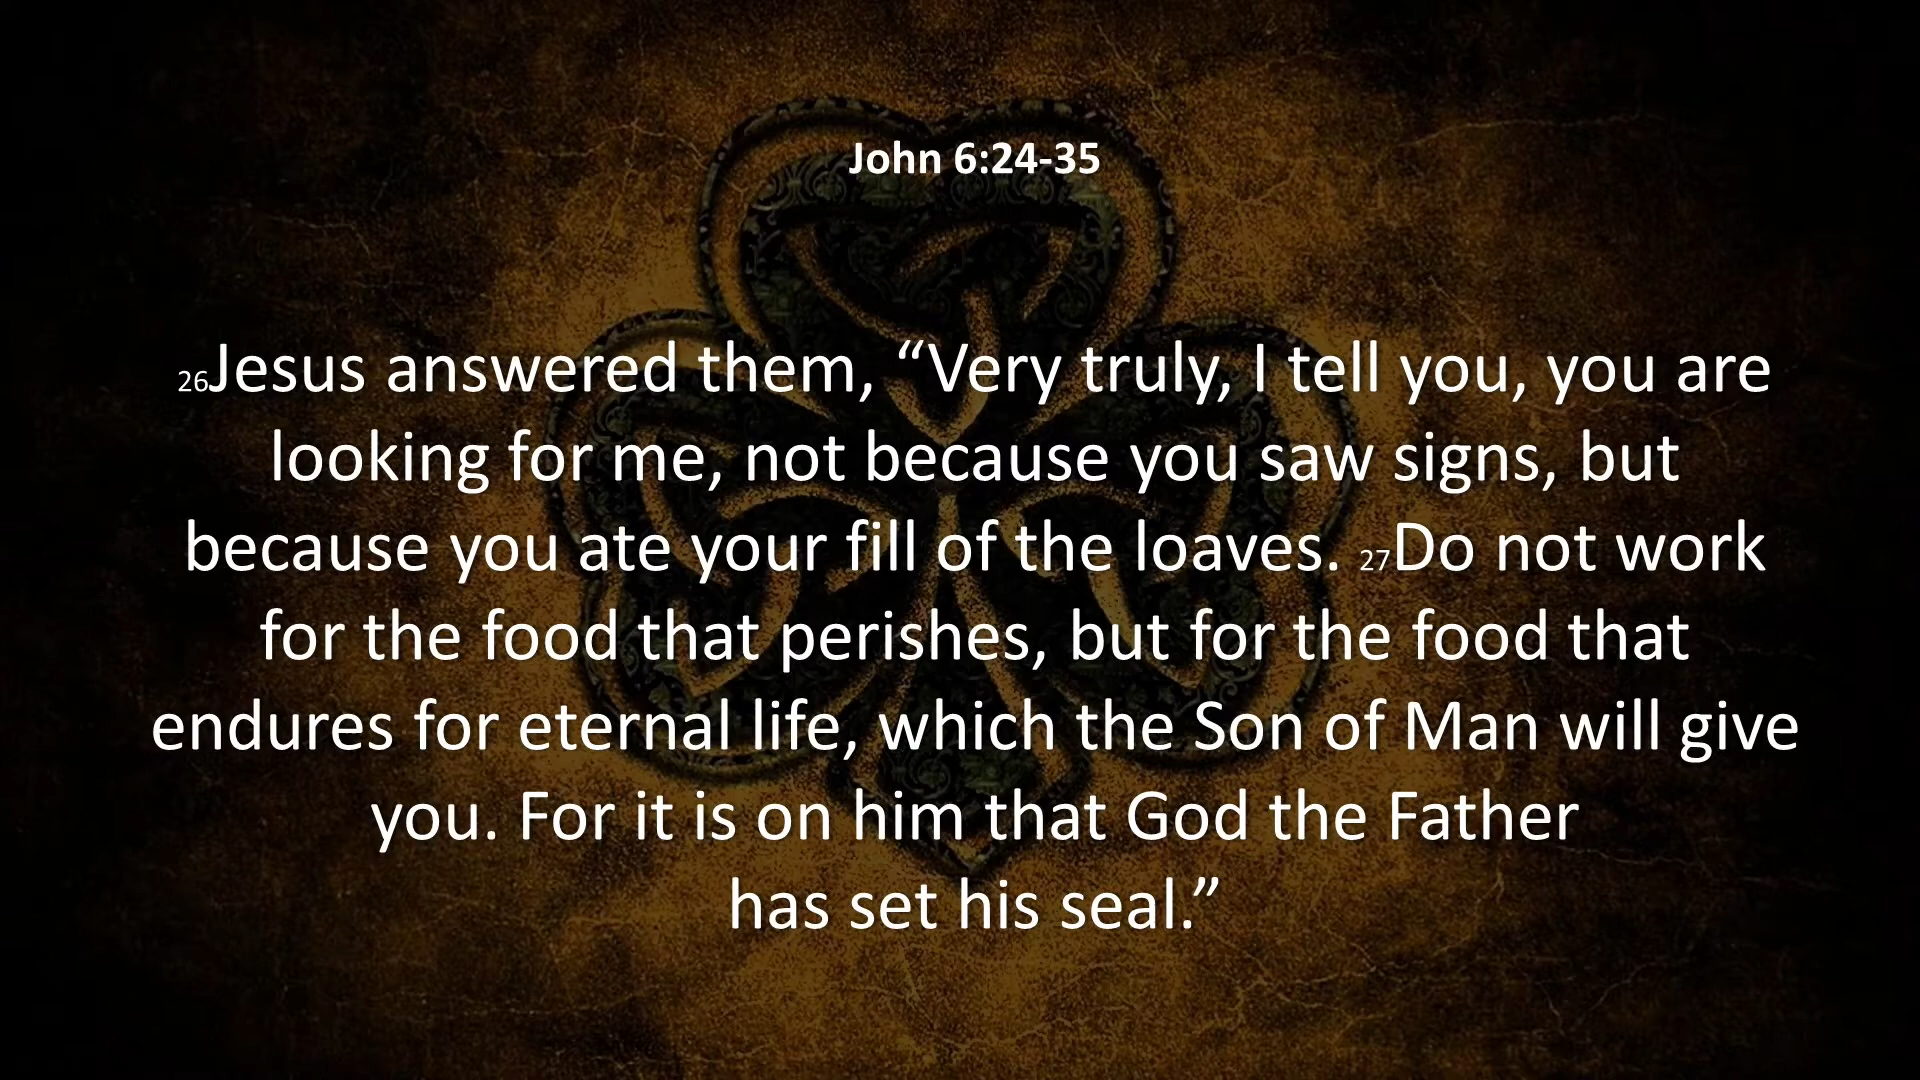 John 6:24-35
26Jesus answered them, “Very truly, I tell you, you are
looking for me, not because you saw signs, but
because you ate your fill of the loaves. 27Do not work
for the food that perishes, but for the food that
endures for eternal life, which the Son of Man will give
you. For it is on him that God the Father
has set his seal.”